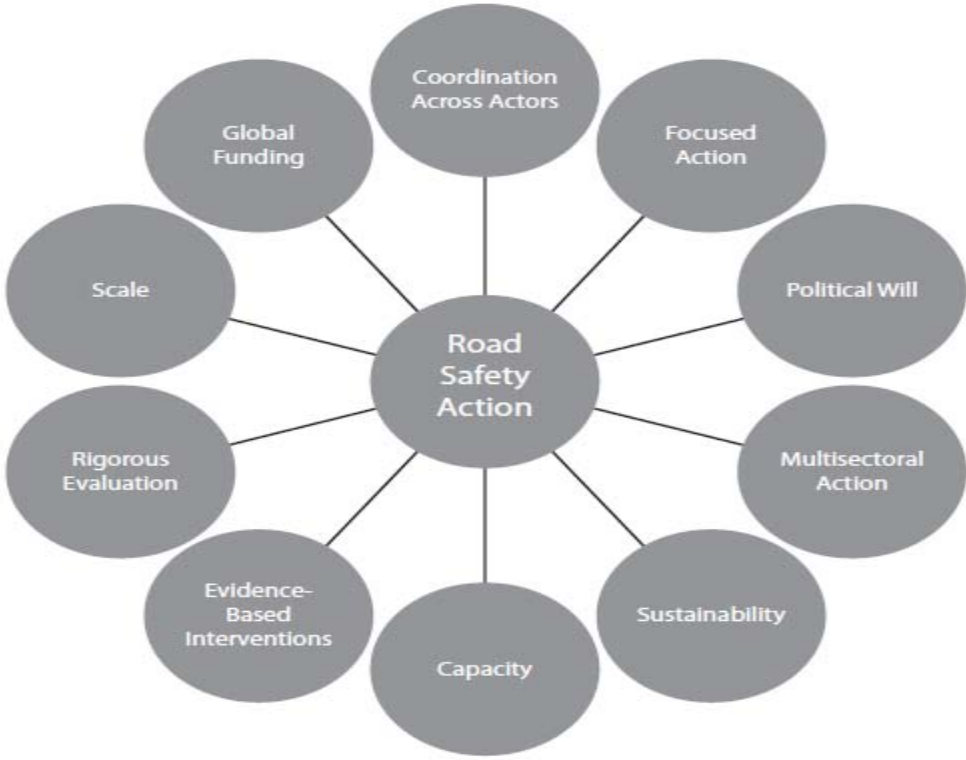 Coordination
Across Actors
Focused
Action
Political Will
Multisectoral
Action
Sustainability
Capacity
Evidence-
Based
Interventions
Rigorous
Evaluation
Scale
Global
Funding
Road
Safety
Action